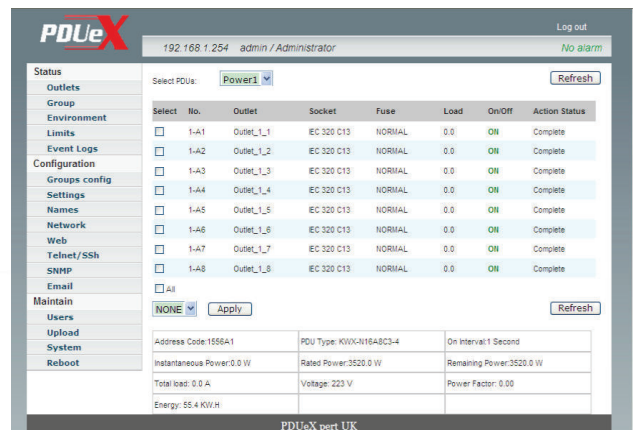 PDUeX
Log out
192.168.1.254 admin / Administrator
No alarm
Status
Outlets
Group
Environment
Limits
Event Logs
Configuration
Groups config
Settings
Names
Network
Web
Telnet/SSh
SNMP
Email
Maintain
Users
Upload
System
Reboot
Select PDUs: Power1 Refresh
Select No. Outlet Socket Fuse Load On/Off Action Status
1-A1 Outlet_1_1 IEC 320 C13 NORMAL 0.0 ON Complete
1-A2 Outlet_1_2 IEC 320 C13 NORMAL 0.0 ON Complete
1-A3 Outlet_1_3 IEC 320 C13 NORMAL 0.0 ON Complete
1-A4 Outlet_1_4 IEC 320 C13 NORMAL 0.0 ON Complete
1-A5 Outlet_1_5 IEC 320 C13 NORMAL 0.0 ON Complete
1-A6 Outlet_1_6 IEC 320 C13 NORMAL 0.0 ON Complete
1-A7 Outlet_1_7 IEC 320 C13 NORMAL 0.0 ON Complete
1-A8 Outlet_1_8 IEC 320 C13 NORMAL 0.0 ON Complete
All
NONE Apply Refresh
Address Code:1556A1 PDU Type: KWX-N16A8C3-4 On Interval:1 Second
Instantaneous Power:0.0 W Rated Power:3520.0 W Remaining Power:3520.0 W
Total load: 0.0 A Voltage: 223 V Power Factor: 0.00
Energy: 55.4 KW.H
PDUeX pert UK